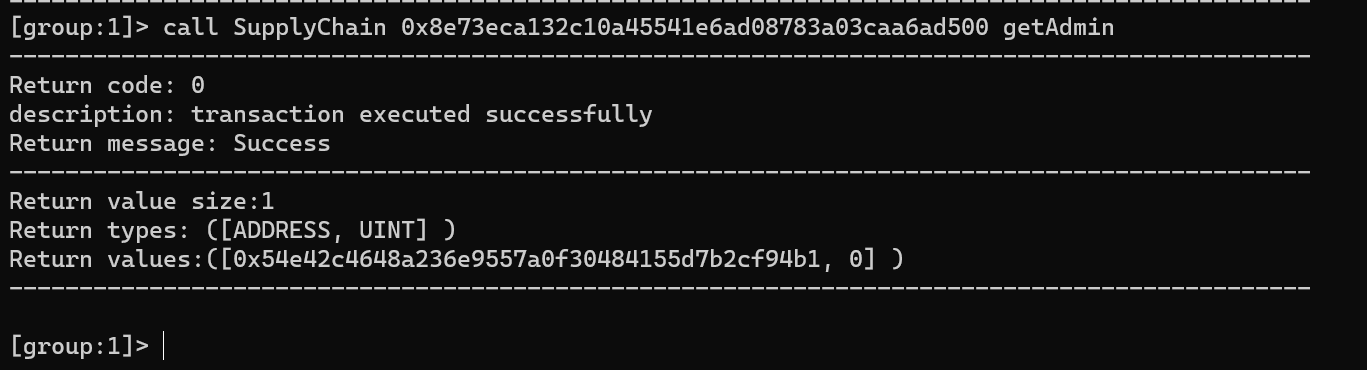 [group:1]> call SupplyChain 0x8e73eca132c10a45541e6ad08783a03caa6ad500 getAdmin
---------------------------------------------------------------------------------------------
Return code: 0
description: transaction executed successfully
Return message: Success
---------------------------------------------------------------------------------------------
Return value size:1
Return types: ([ADDRESS, UINT] )
Return values:([0x54e42c4648a236e9557a0f30484155d7b2cf94b1, 0] )
---------------------------------------------------------------------------------------------
[group:1]>